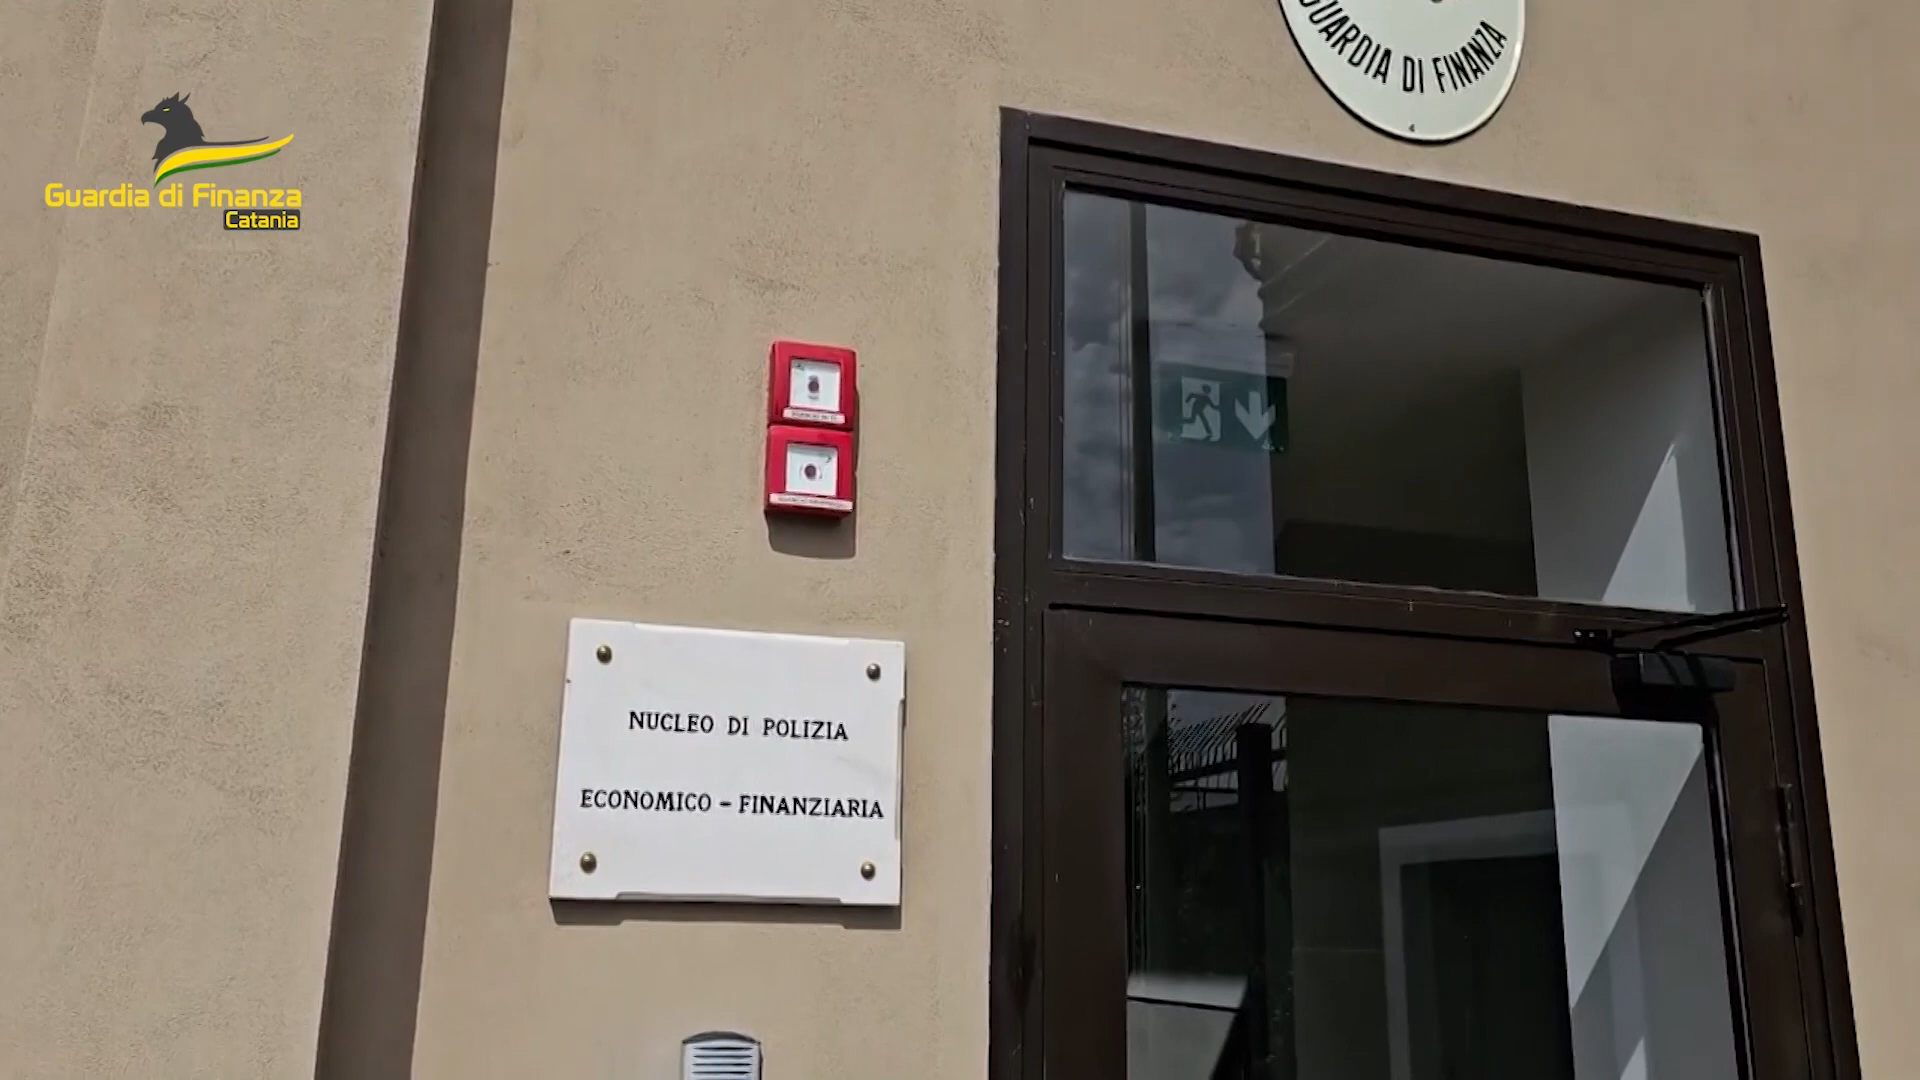 GUARDIA DI FINANZA
Guardia di Finanza
Catania
NUCLEO DI POLIZIA
ECONOMICO - FINANZIARIA